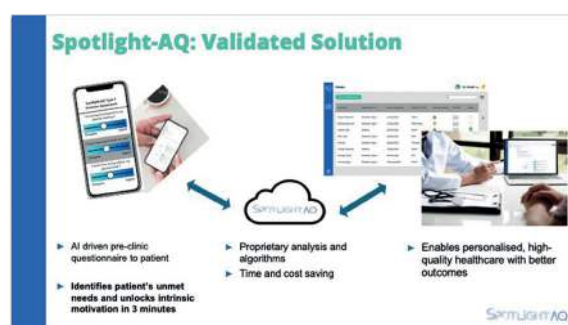 Spotlight-AQ: Validated Solution
SPOTLIGHTAQ
AI driven pre-clinic
questionnaire to patient
Identifies patient's unmet
needs and unlocks intrinsic
motivation in 3 minutes
Proprietary analysis and
algorithms
Time and cost saving
Enables personalised, high-
quality healthcare with better
outcomes
SPOTLIGHTAQ